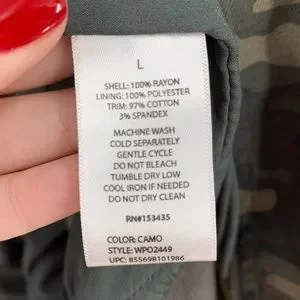 L
SHELL: 100% RAYON
LINING: 100% POLYESTER
TRIM: 97% COTTON
3% SPANDEX
MACHINE WASH
COLD SEPARATELY
GENTLE CYCLE
DO NOT BLEACH
TUMBLE DRY LOW
COOL IRON IF NEEDED
DO NOT DRY CLEAN
RN#153435
COLOR: CAMO
STYLE: WPO2449
UPC: 855698101986